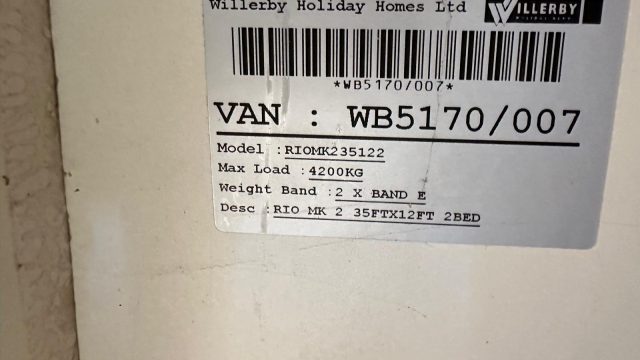 Willerby Holiday Homes Ltd WILLERBY
*WB5170/007*
VAN : WB5170/007
Model :RIOMK235122
Max Load :4200KG
Weight Band :2 X BAND E
Desc :RIO MK 2 35FTX12FT 2BED